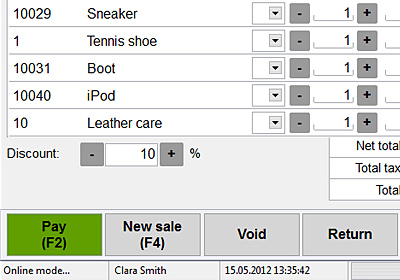 10029 Sneaker - 1 +
1 Tennis shoe - 1 +
10031 Boot - 1 +
10040 iPod - 1 +
10 Leather care - 1 +
Discount: - 10 + % Net total
Total tax
Total
Pay New sale Void Return
(F2) (F4)
Online mode... Clara Smith 15.05.2012 13:35:42